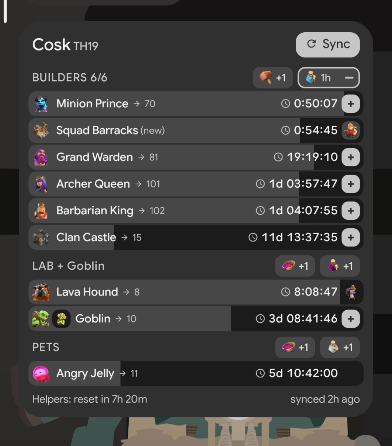 Cosk TH19 Sync
BUILDERS 6/6 +1 1h −
Minion Prince → 70 0:50:07 +
Squad Barracks (new) 0:54:45
Grand Warden → 81 19:19:10 +
Archer Queen → 101 1d 03:57:47 +
Barbarian King → 102 1d 04:07:55 +
Clan Castle → 15 11d 13:37:35 +
LAB + Goblin +1 +1
Lava Hound → 8 8:08:47
Goblin → 10 3d 08:41:46 +
PETS +1 +1
Angry Jelly → 11 5d 10:42:00
Helpers: reset in 7h 20m synced 2h ago